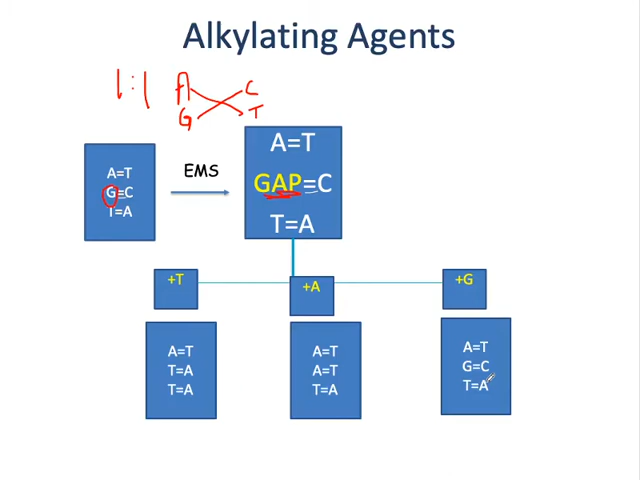 Alkylating Agents
1:1 A C
G T
A=T
G=C
T=A
EMS
A=T
GAP=C
T=A
+T
+A
+G
A=T
T=A
T=A
A=T
A=T
T=A
A=T
G=C
T=A